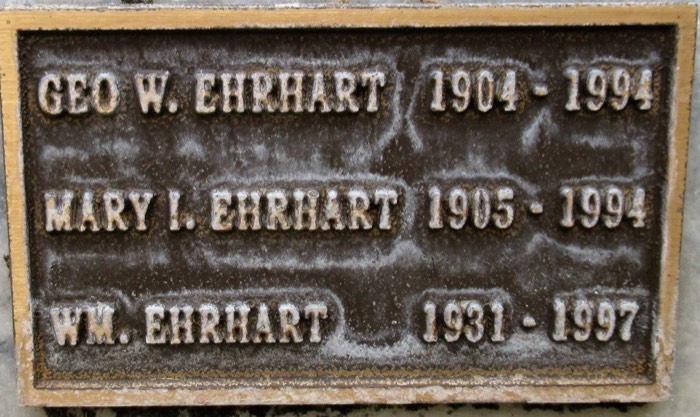 GEO W. EHRHART 1904 - 1994
MARY I. EHRHART 1905 - 1994
WM. EHRHART 1931 - 1997